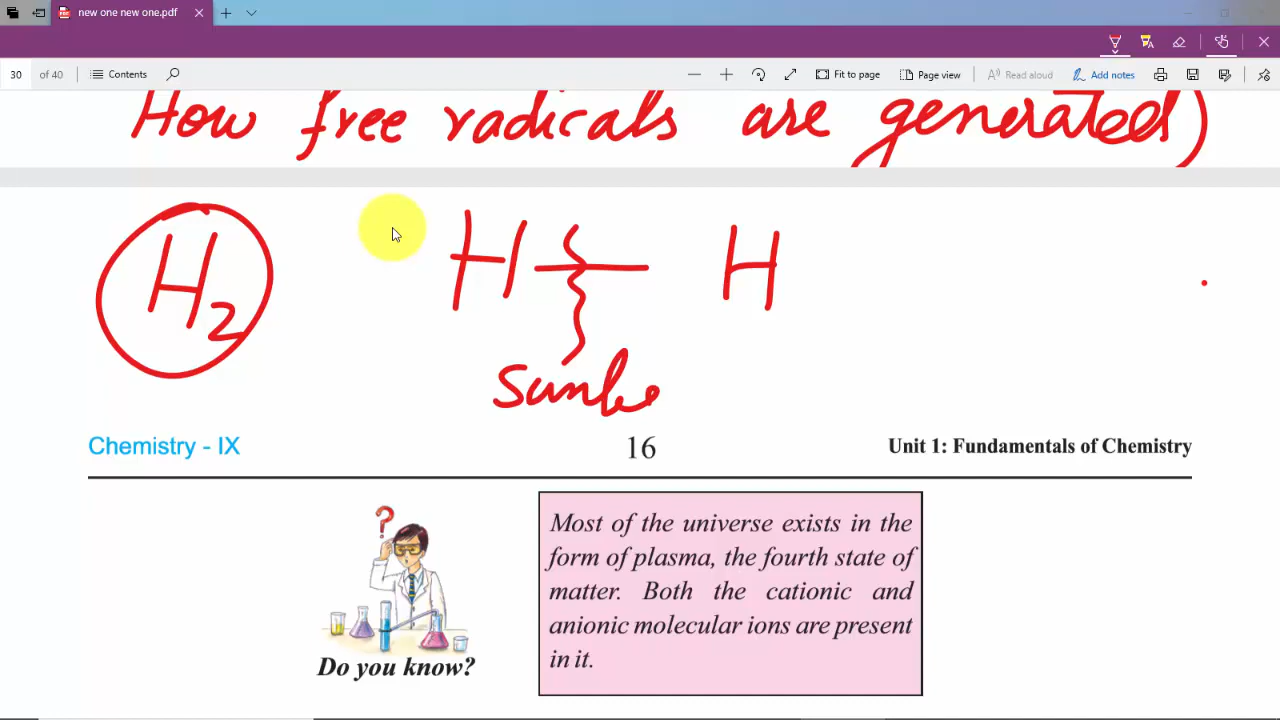 new one new one.pdf
30 of 40 Contents Fit to page Page view Read aloud Add notes
How free radicals are generated)
H2 H H
Chemistry - IX 16 Unit 1: Fundamentals of Chemistry
?
Most of the universe exists in the
form of plasma, the fourth state of
matter. Both the cationic and
anionic molecular ions are present
in it.
Do you know?